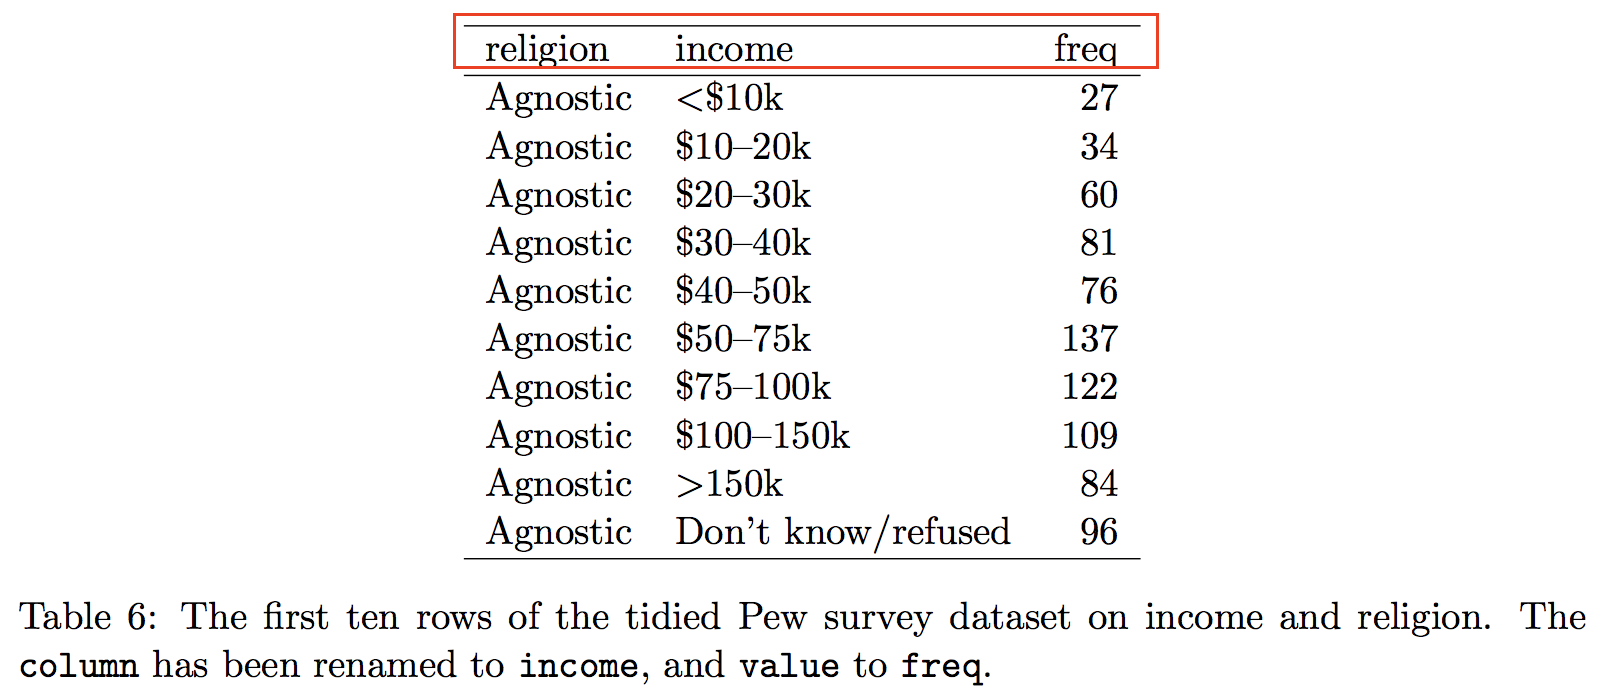 religion income freq
Agnostic <$10k 27
Agnostic $10–20k 34
Agnostic $20–30k 60
Agnostic $30–40k 81
Agnostic $40–50k 76
Agnostic $50–75k 137
Agnostic $75–100k 122
Agnostic $100–150k 109
Agnostic >150k 84
Agnostic Don’t know/refused 96
Table 6: The first ten rows of the tidied Pew survey dataset on income and religion. The
column has been renamed to income, and value to freq.